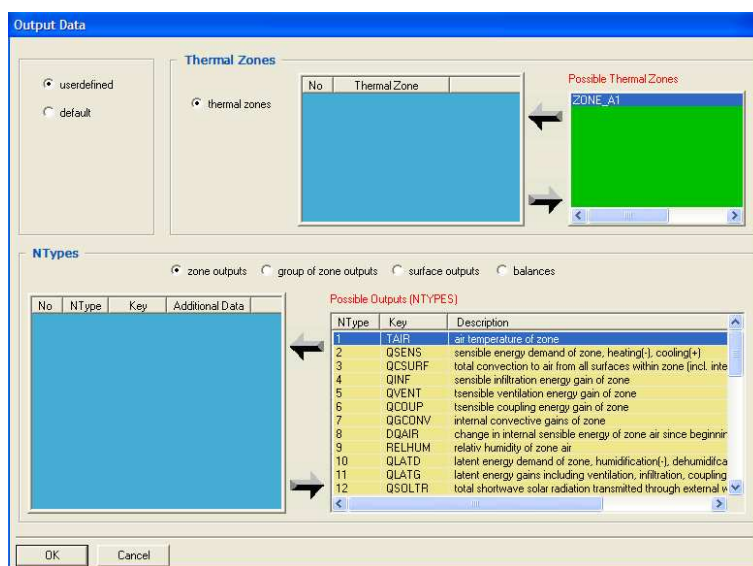 Output Data
userdefined
default
Thermal Zones
thermal zones
No Thermal Zone
Possible Thermal Zones
ZONE_A1
NTypes
zone outputs group of zone outputs surface outputs balances
No NType Key Additional Data
Possible Outputs (NTYPES)
NType Key Description
1 TAIR air temperature of zone
2 QSENS sensible energy demand of zone, heating(-), cooling(+)
3 QCSURF total convection to air from all surfaces within zone (incl. inte
4 QINF sensible infiltration energy gain of zone
5 QVENT tsensible ventilation energy gain of zone
6 QCOUP tsensible coupling energy gain of zone
7 QGCONV internal convective gains of zone
8 DQAIR change in internal sensible energy of zone air since beginnin
9 RELHUM relativ humidity of zone air
10 QLATD latent energy demand of zone, humidification(-), dehumidifca
11 QLATG latent energy gains including ventilation, infiltration, coupling
12 QSOLTR total shortwave solar radiation transmitted through external w
OK Cancel